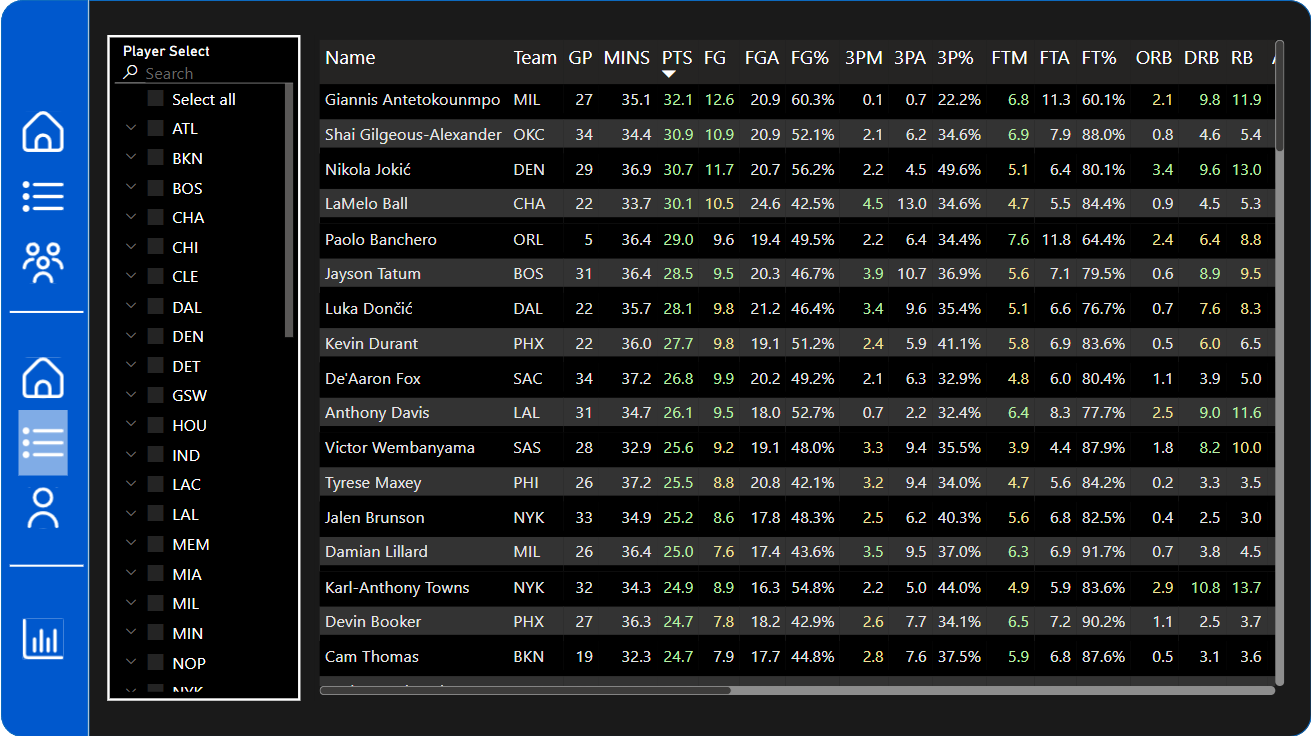 Player Select
Search
Select all
ATL
BKN
BOS
CHA
CHI
CLE
DAL
DEN
DET
GSW
HOU
IND
LAC
LAL
MEM
MIA
MIL
MIN
NOP
NYK
Name Team GP MINS PTS FG FGA FG% 3PM 3PA 3P% FTM FTA FT% ORB DRB RB
Giannis Antetokounmpo MIL 27 35.1 32.1 12.6 20.9 60.3% 0.1 0.7 22.2% 6.8 11.3 60.1% 2.1 9.8 11.9
Shai Gilgeous-Alexander OKC 34 34.4 30.9 10.9 20.9 52.1% 2.1 6.2 34.6% 6.9 7.9 88.0% 0.8 4.6 5.4
Nikola Jokić DEN 29 36.9 30.7 11.7 20.7 56.2% 2.2 4.5 49.6% 5.1 6.4 80.1% 3.4 9.6 13.0
LaMelo Ball CHA 22 33.7 30.1 10.5 24.6 42.5% 4.5 13.0 34.6% 4.7 5.5 84.4% 0.9 4.5 5.3
Paolo Banchero ORL 5 36.4 29.0 9.6 19.4 49.5% 2.2 6.4 34.4% 7.6 11.8 64.4% 2.4 6.4 8.8
Jayson Tatum BOS 31 36.4 28.5 9.5 20.3 46.7% 3.9 10.7 36.9% 5.6 7.1 79.5% 0.6 8.9 9.5
Luka Dončić DAL 22 35.7 28.1 9.8 21.2 46.4% 3.4 9.6 35.4% 5.1 6.6 76.7% 0.7 7.6 8.3
Kevin Durant PHX 22 36.0 27.7 9.8 19.1 51.2% 2.4 5.9 41.1% 5.8 6.9 83.6% 0.5 6.0 6.5
De'Aaron Fox SAC 34 37.2 26.8 9.9 20.2 49.2% 2.1 6.3 32.9% 4.8 6.0 80.4% 1.1 3.9 5.0
Anthony Davis LAL 31 34.7 26.1 9.5 18.0 52.7% 0.7 2.2 32.4% 6.4 8.3 77.7% 2.5 9.0 11.6
Victor Wembanyama SAS 28 32.9 25.6 9.2 19.1 48.0% 3.3 9.4 35.5% 3.9 4.4 87.9% 1.8 8.2 10.0
Tyrese Maxey PHI 26 37.2 25.5 8.8 20.8 42.1% 3.2 9.4 34.0% 4.7 5.6 84.2% 0.2 3.3 3.5
Jalen Brunson NYK 33 34.9 25.2 8.6 17.8 48.3% 2.5 6.2 40.3% 5.6 6.8 82.5% 0.4 2.5 3.0
Damian Lillard MIL 26 36.4 25.0 7.6 17.4 43.6% 3.5 9.5 37.0% 6.3 6.9 91.7% 0.7 3.8 4.5
Karl-Anthony Towns NYK 32 34.3 24.9 8.9 16.3 54.8% 2.2 5.0 44.0% 4.9 5.9 83.6% 2.9 10.8 13.7
Devin Booker PHX 27 36.3 24.7 7.8 18.2 42.9% 2.6 7.7 34.1% 6.5 7.2 90.2% 1.1 2.5 3.7
Cam Thomas BKN 19 32.3 24.7 7.9 17.7 44.8% 2.8 7.6 37.5% 5.9 6.8 87.6% 0.5 3.1 3.6